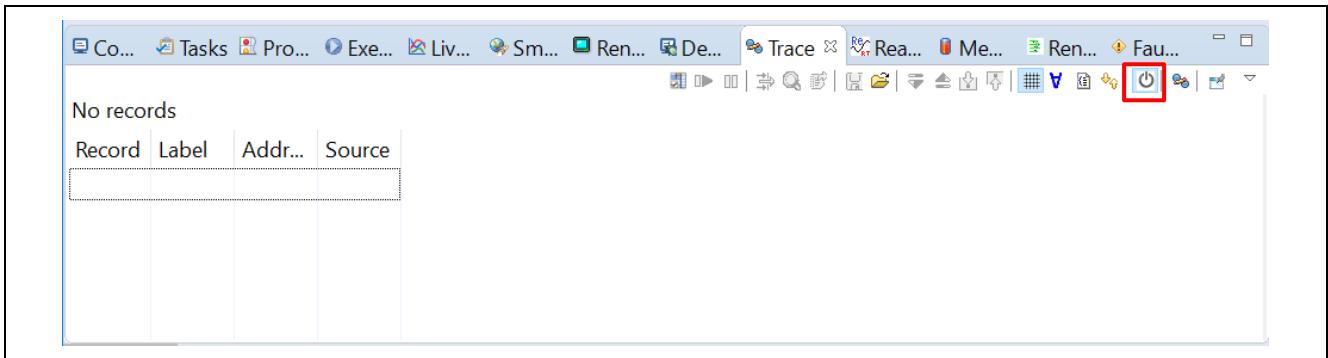 Co... Tasks Pro... Exe... Liv... Sm... Ren... De... Trace Rea... Me... Ren... Fau...
No records
Record Label Addr... Source